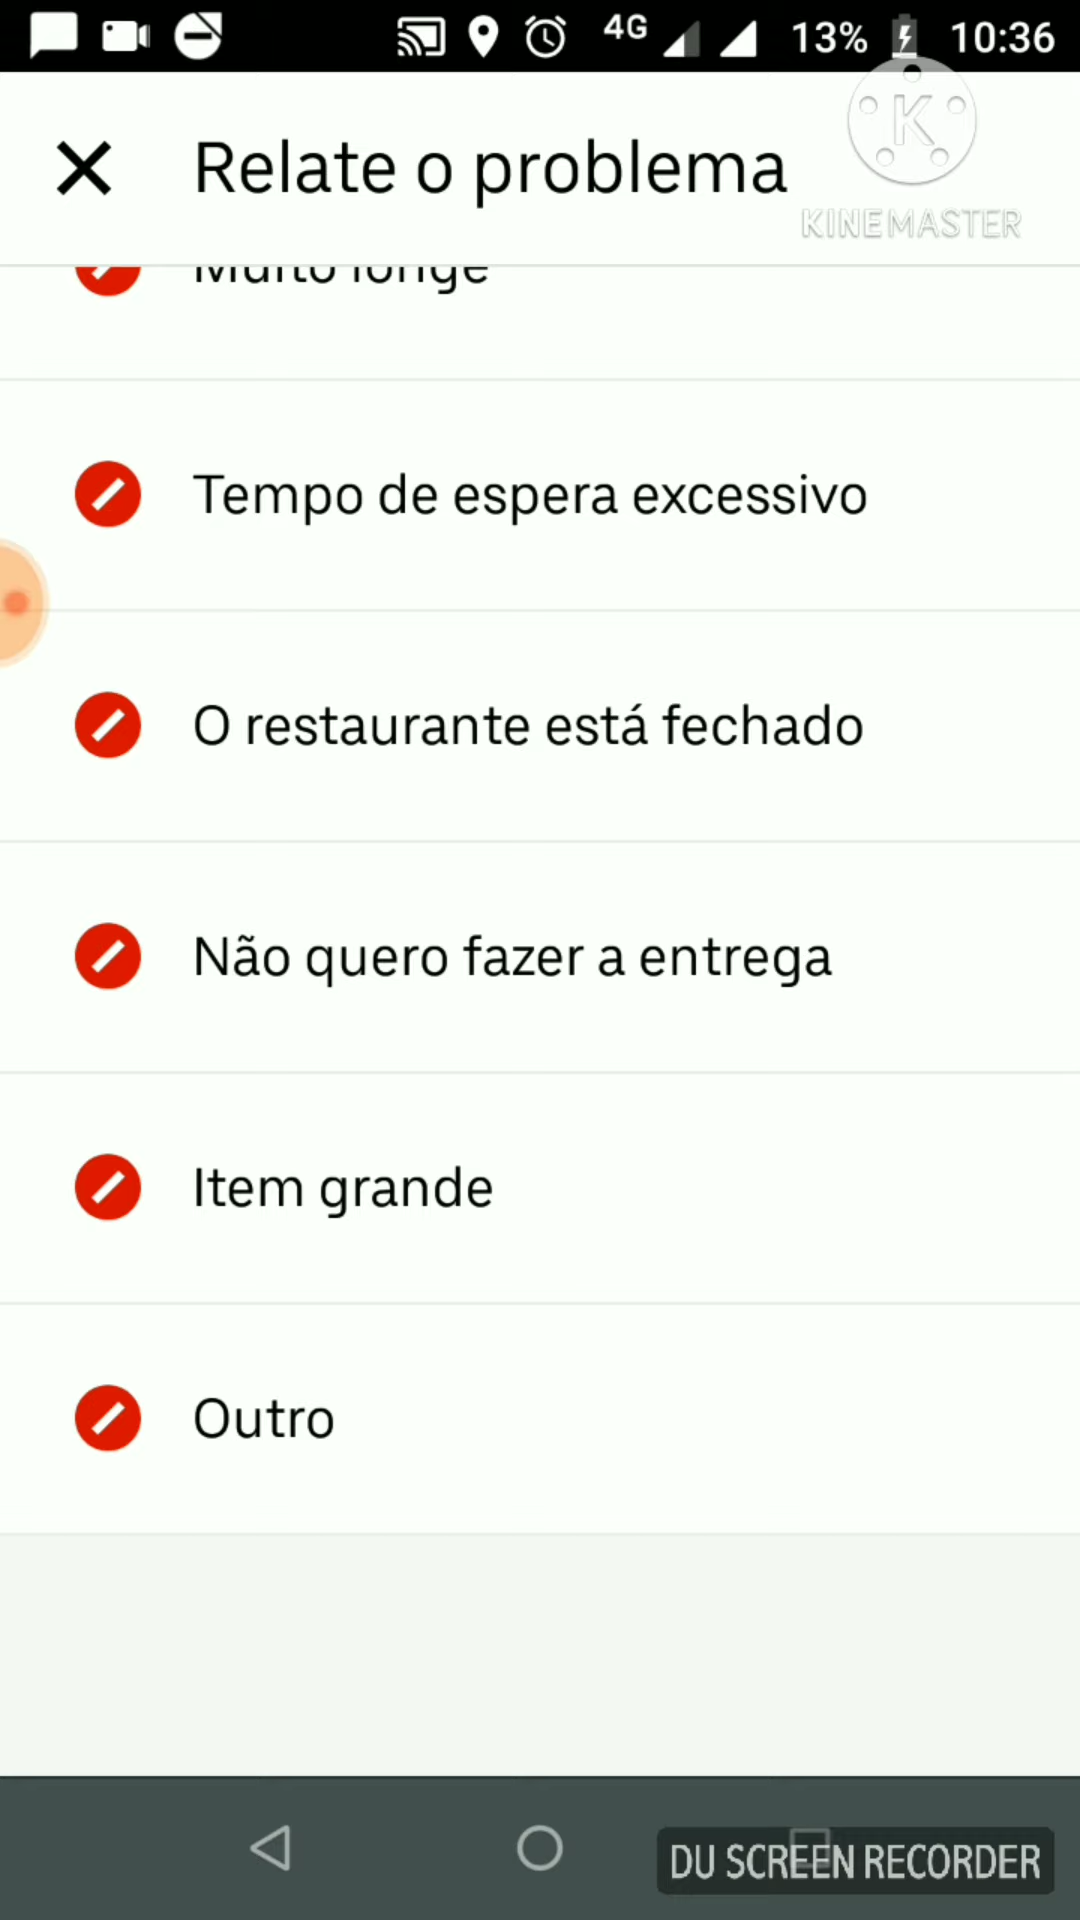 4G 13% 10:36
Relate o problema
K
KINEMASTER
Muito longe
Tempo de espera excessivo
O restaurante está fechado
Não quero fazer a entrega
Item grande
Outro
DU SCREEN RECORDER